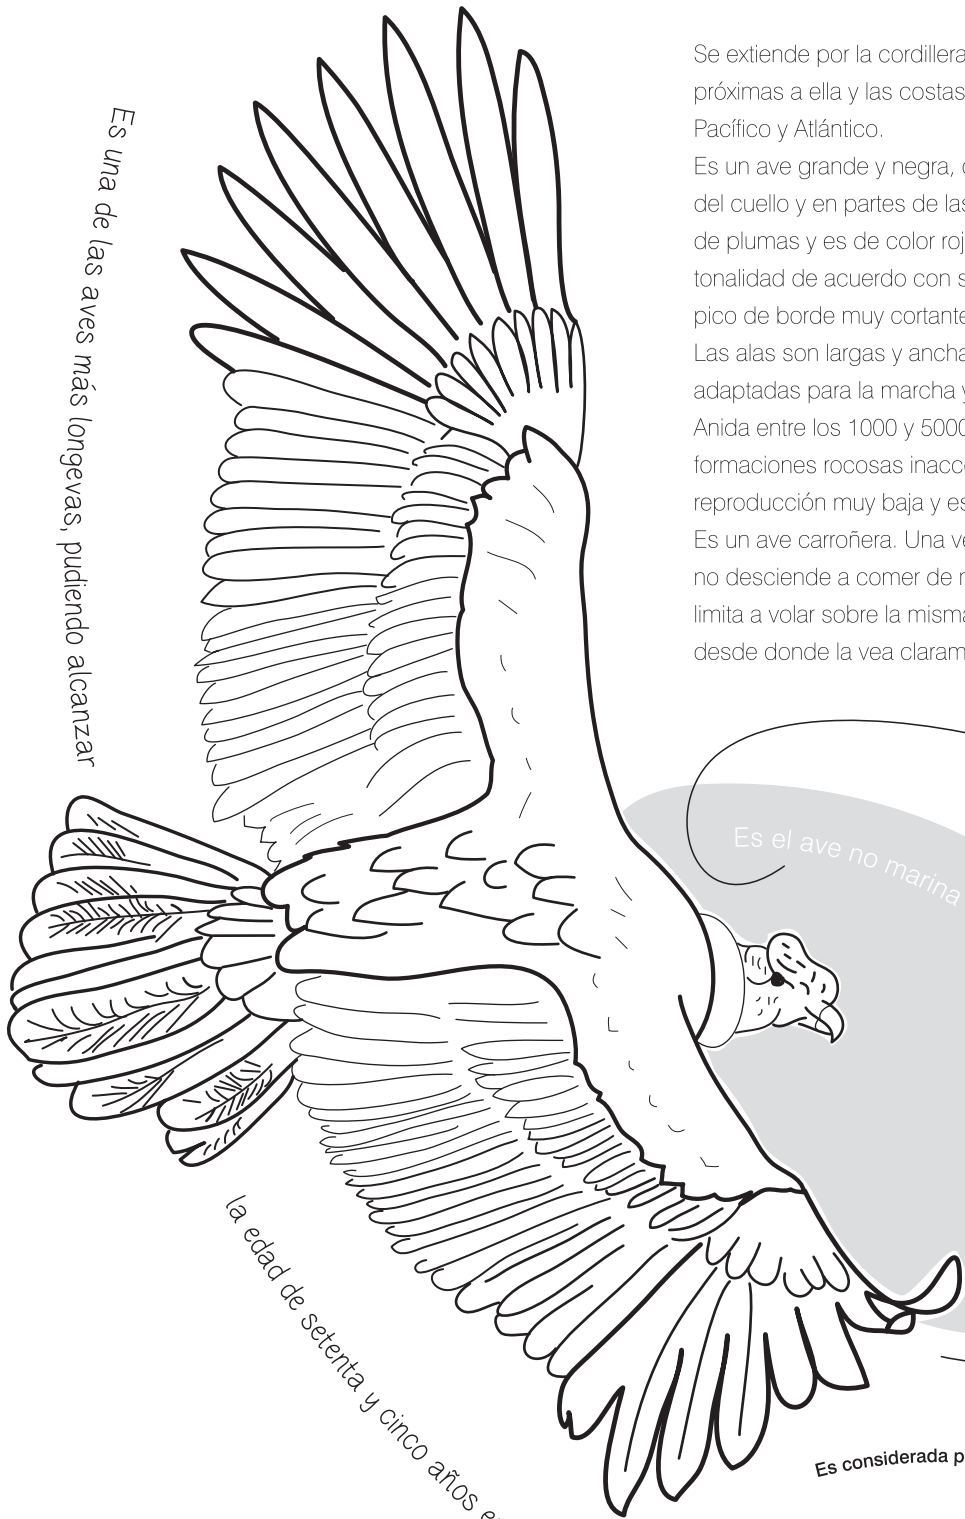 Se extiende por la cordillera
próximas a ella y las costas
Pacífico y Atlántico.
Es un ave grande y negra,
del cuello y en partes de las
de plumas y es de color roj
tonalidad de acuerdo con s
pico de borde muy cortante
Las alas son largas y ancha
adaptadas para la marcha y
Anida entre los 1000 y 5000
formaciones rocosas inacc
reproducción muy baja y es
Es un ave carroñera. Una ve
no desciende a comer de
limita a volar sobre la misma
desde donde la vea claram
Es una de las aves más longevas, pudiendo alcanzar
la edad de setenta y cinco años e
Es el ave no marina
Es considerada p